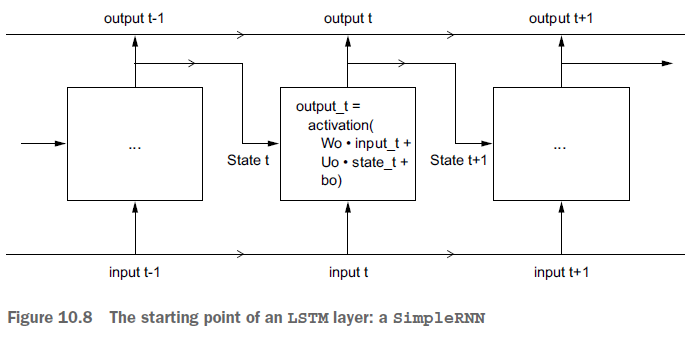 output t-1
output t
output t+1
output_t =
activation(
Wo • input_t +
Uo • state_t +
bo)
...
...
State t
State t+1
input t-1
input t
input t+1
Figure 10.8 The starting point of an LSTM layer: a SimpleRNN